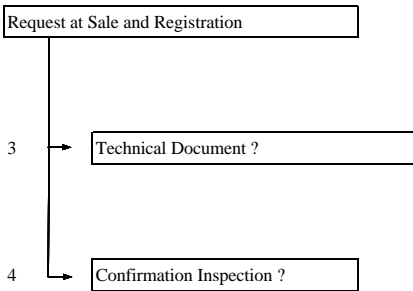 Request at Sale and Registration
3 Technical Document ?
4 Confirmation Inspection ?